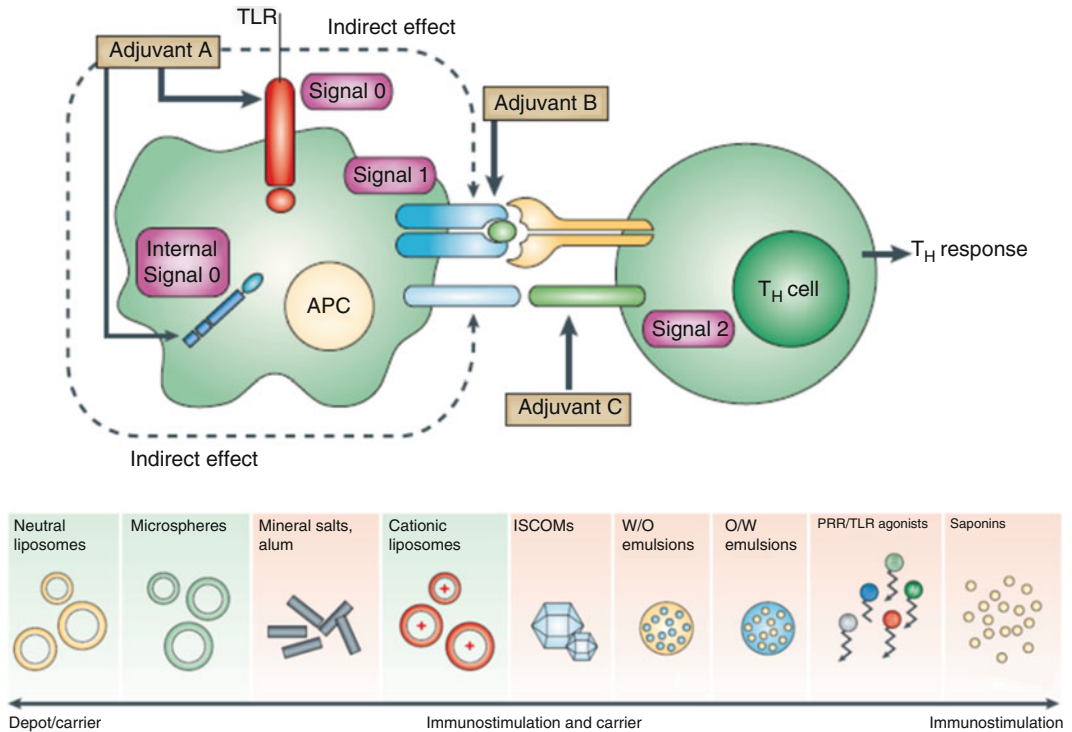 TLR
Indirect effect
Adjuvant A
Signal 0
Adjuvant B
Signal 1
Internal
Signal 0
APC
TH cell
TH response
Signal 2
Adjuvant C
Indirect effect
Neutral
liposomes
Microspheres
Mineral salts,
alum
Cationic
liposomes
ISCOMs
W/O
emulsions
O/W
emulsions
PRR/TLR agonists
Saponins
+
+
+
Depot/carrier
Immunostimulation and carrier
Immunostimulation